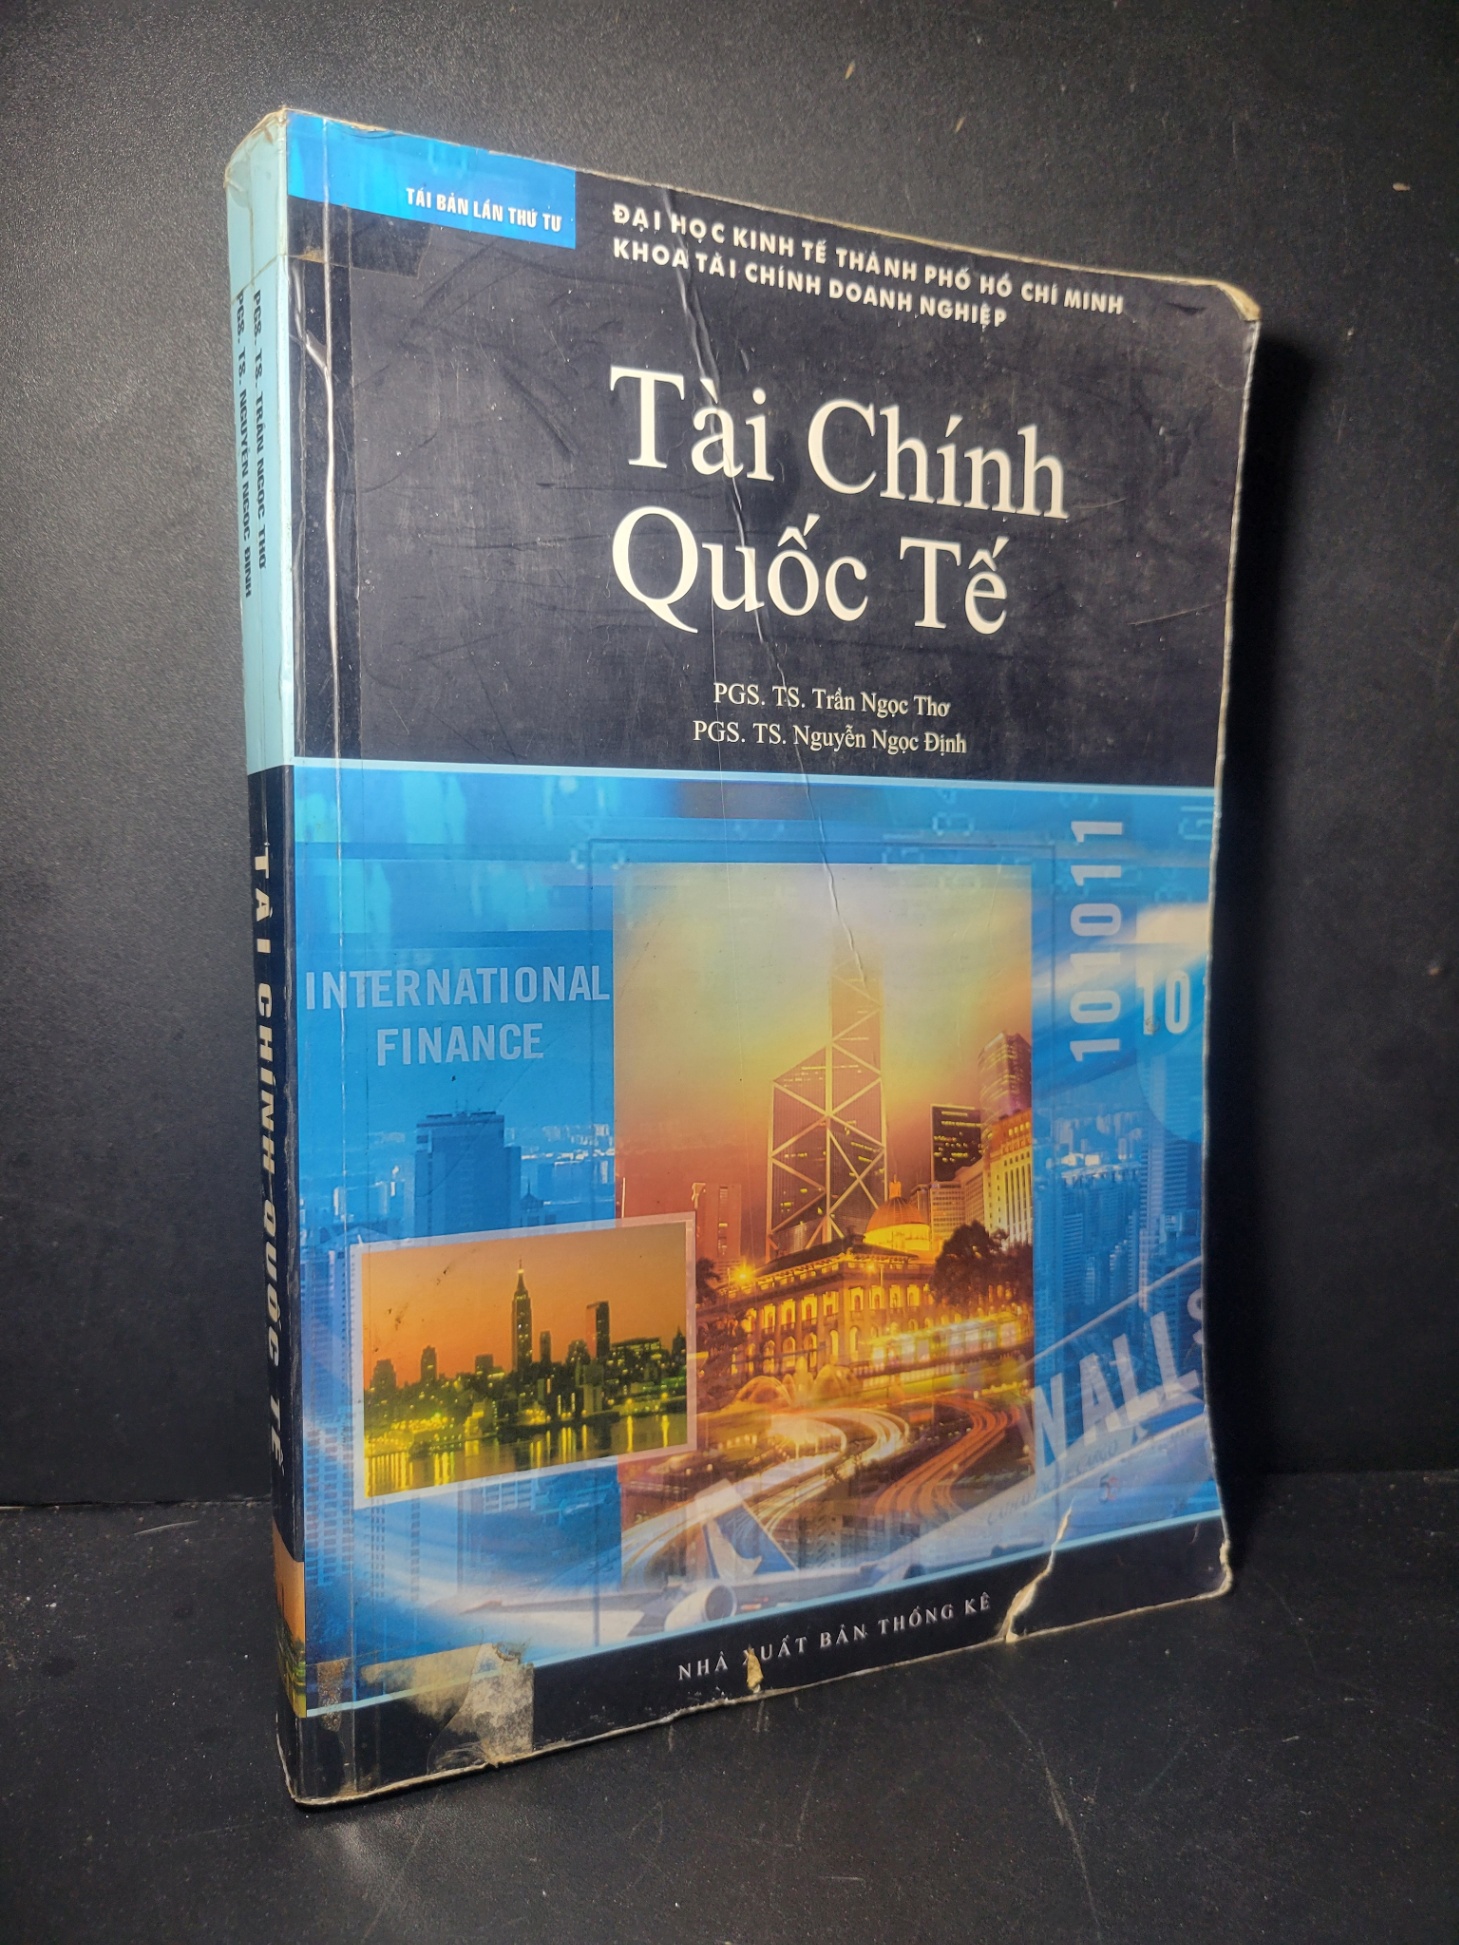 TÁI BẢN LẦN THỨ TƯ
ĐẠI HỌC KINH TẾ THÀNH PHỐ HỒ CHÍ MINH
KHOA TÀI CHÍNH DOANH NGHIỆP
Tài Chính
Quốc Tế
PGS. TS. Trần Ngọc Thơ
PGS. TS. Nguyễn Ngọc Định
INTERNATIONAL
FINANCE
101011
10
WALL S
NHÀ XUẤT BẢN THỐNG KÊ
PGS. TS. TRẦN NGỌC THƠ
PGS. TS. NGUYỄN NGỌC ĐỊNH
TÀI CHÍNH QUỐC TẾ